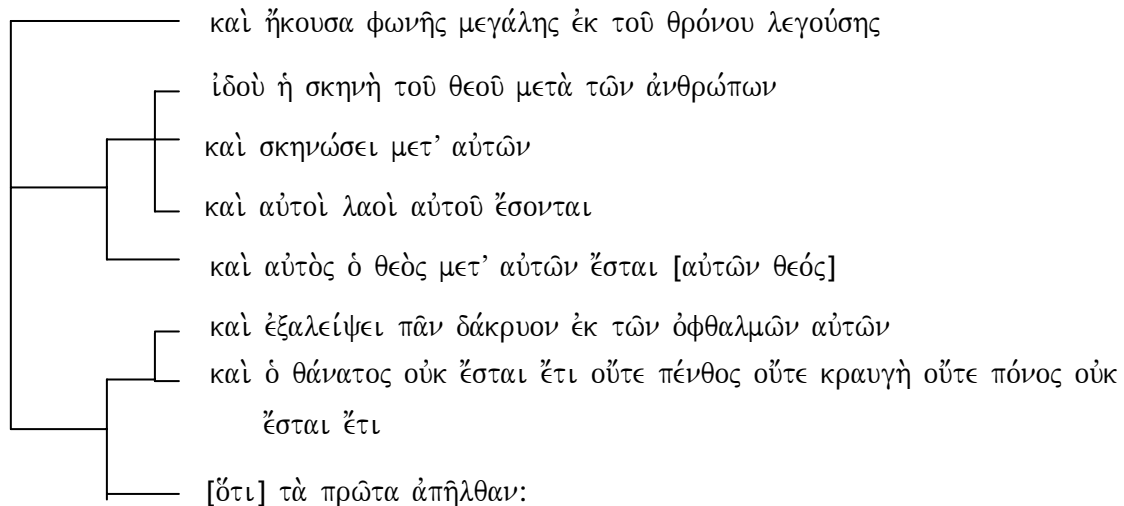 καὶ ἤκουσα φωνῆς μεγάλης ἐκ τοῦ θρόνου λεγούσης
ἰδοὺ ἡ σκηνὴ τοῦ θεοῦ μετὰ τῶν ἀνθρώπων
καὶ σκηνώσει μετ’ αὐτῶν
καὶ αὐτοὶ λαοὶ αὐτοῦ ἔσονται
καὶ αὐτὸς ὁ θεὸς μετ’ αὐτῶν ἔσται [αὐτῶν θεός]
καὶ ἐξαλείψει πᾶν δάκρυον ἐκ τῶν ὀφθαλμῶν αὐτῶν
καὶ ὁ θάνατος οὐκ ἔσται ἔτι οὔτε πένθος οὔτε κραυγὴ οὔτε πόνος οὐκ
ἔσται ἔτι
[ὅτι] τὰ πρῶτα ἀπῆλθαν: